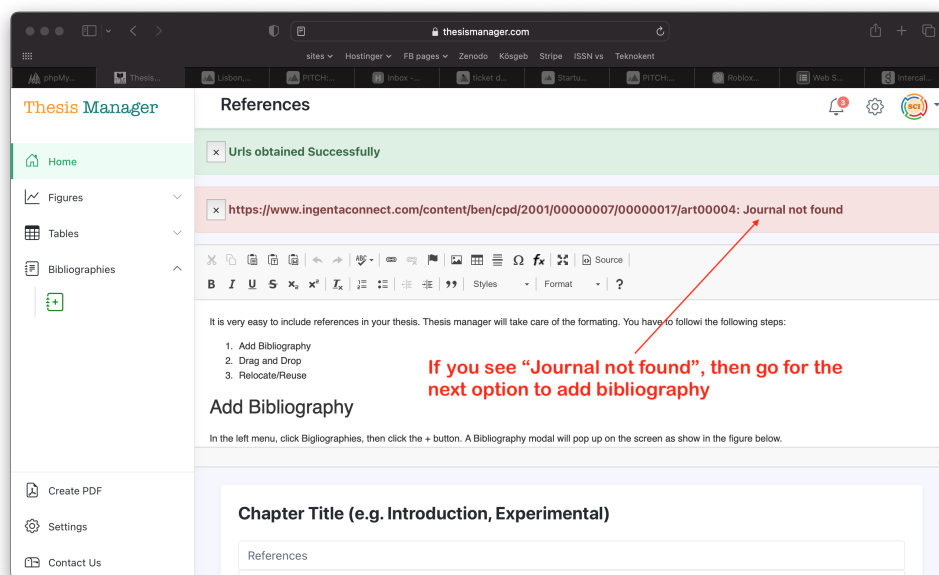 thesismanager.com
sites Hostinger FB pages Zenodo Kösgeb Stripe ISSN vs Teknokent
phpMy... Thesis... Lisbon,... PITCH:... Inbox -... ticket d... Startu... PITCH:... Roblox... Web S... Intercal...
Thesis Manager
References
3
SCI
Home
Figures
Tables
Bibliographies
Create PDF
Settings
Contact Us
× Urls obtained Successfully
× https://www.ingentaconnect.com/content/ben/cpd/2001/00000007/00000017/art00004: Journal not found
ABC Ω fx Source
B I U S x₂ x² Ix Styles Format ?
It is very easy to include references in your thesis. Thesis manager will take care of the formating. You have to followi the following steps:
1. Add Bibliography
2. Drag and Drop
3. Relocate/Reuse
If you see “Journal not found”, then go for the
next option to add bibliography
Add Bibliography
In the left menu, click Bigliographies, then click the + button. A Bibliography modal will pop up on the screen as show in the figure below.
Chapter Title (e.g. Introduction, Experimental)
References